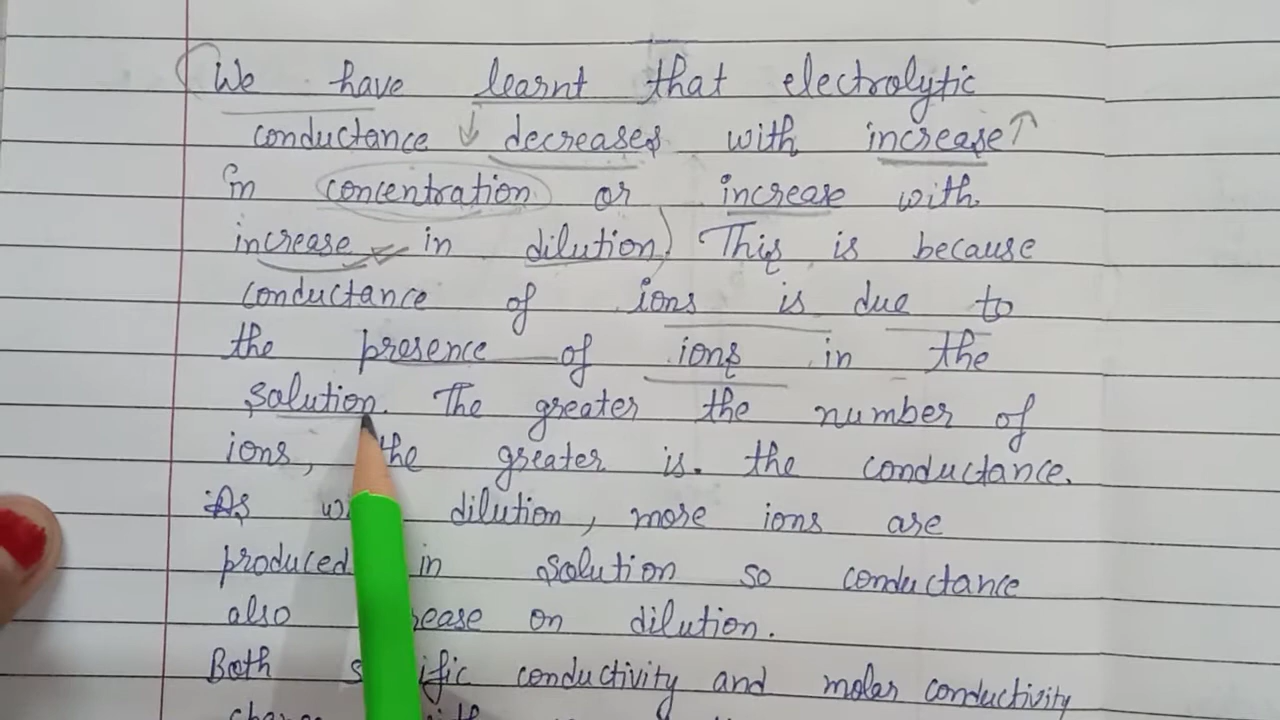 We have learnt that electrolytic
conductance ↓ decreases with increase ↑
in concentration or increase with
increase in dilution) This is because
conductance of ions is due to
the presence of ions in the
solution. The greater the number of
ions, the greater is the conductance.
As dilution, more ions are
produced in solution so conductance
also on dilution.
Both conductivity and molar conductivity